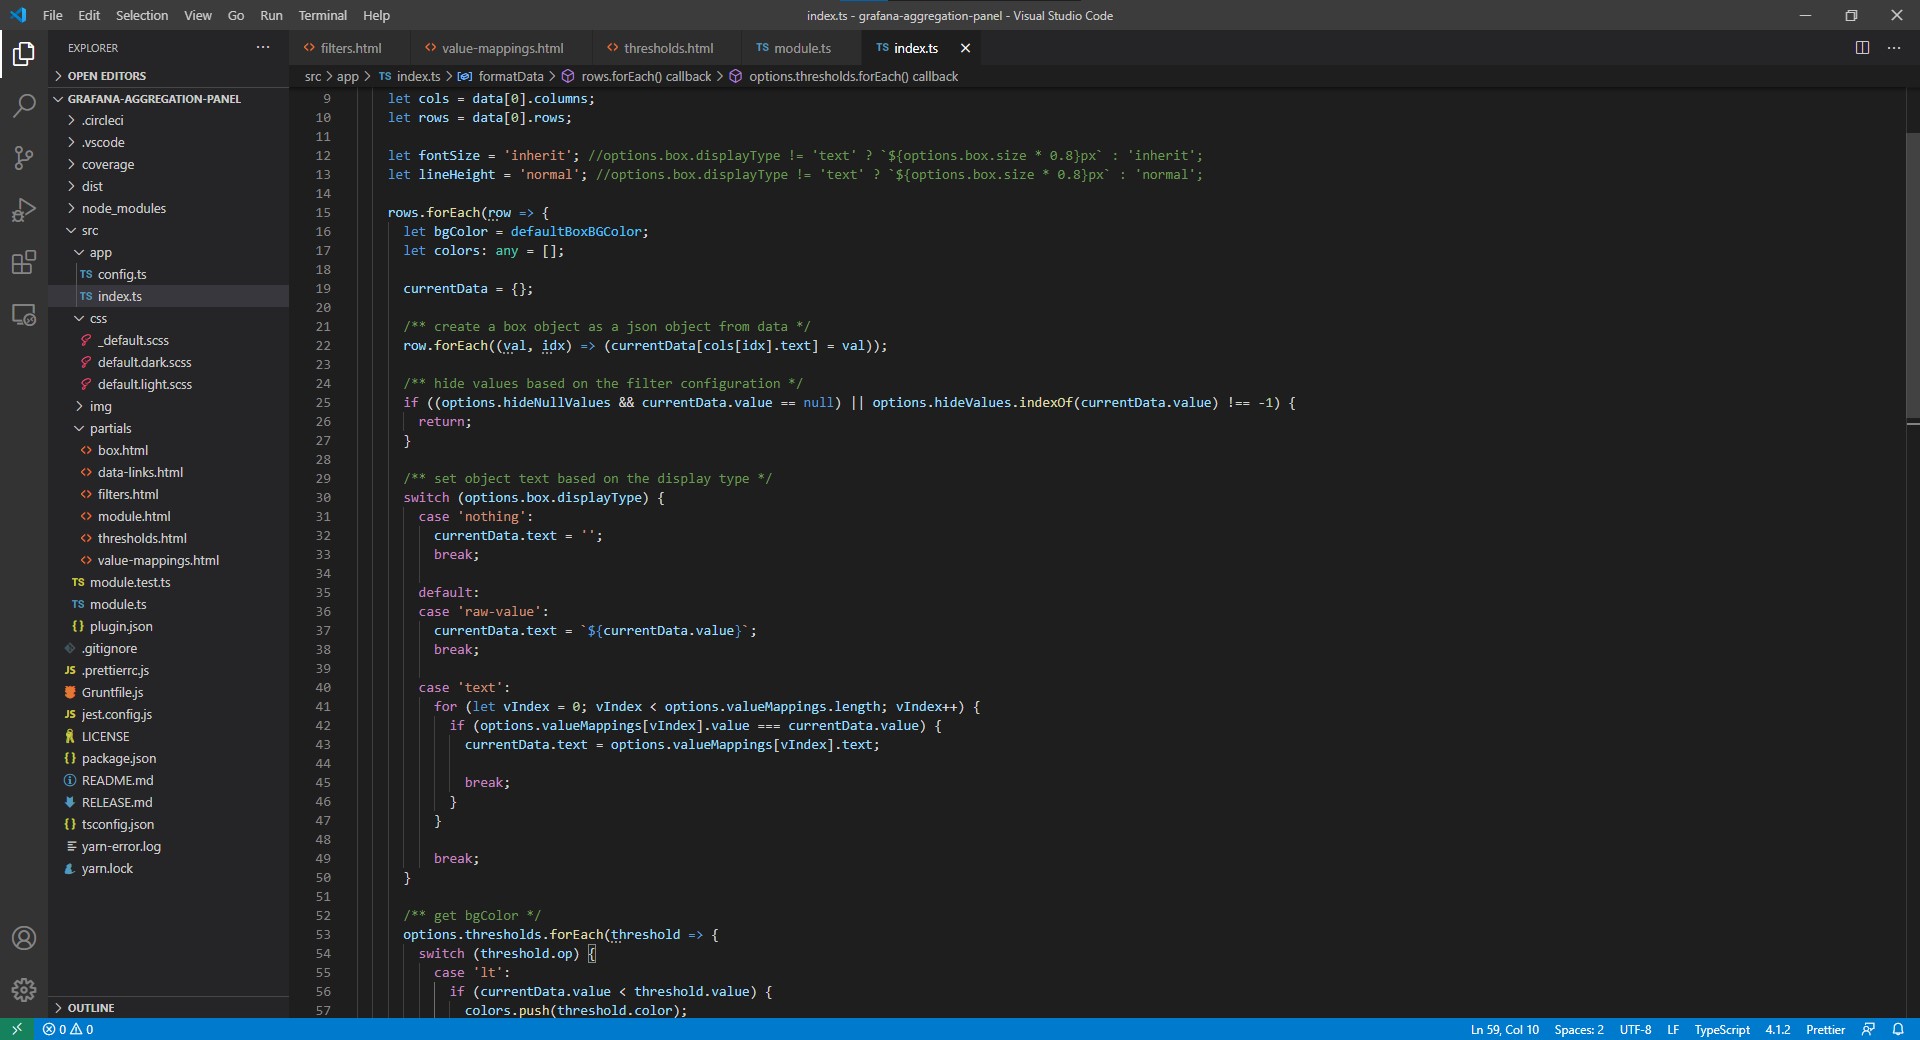 File Edit Selection View Go Run Terminal Help
index.ts - grafana-aggregation-panel - Visual Studio Code
EXPLORER
OPEN EDITORS
GRAFANA-AGGREGATION-PANEL
.circleci
.vscode
coverage
dist
node_modules
src
app
TS config.ts
TS index.ts
css
_default.scss
default.dark.scss
default.light.scss
img
partials
<> box.html
<> data-links.html
<> filters.html
<> module.html
<> thresholds.html
<> value-mappings.html
TS module.test.ts
TS module.ts
{} plugin.json
.gitignore
JS .prettierrc.js
Gruntfile.js
JS jest.config.js
LICENSE
{} package.json
README.md
RELEASE.md
{} tsconfig.json
yarn-error.log
yarn.lock
OUTLINE
<> filters.html <> value-mappings.html <> thresholds.html TS module.ts TS index.ts
src > app > TS index.ts > formatData > rows.forEach() callback > options.thresholds.forEach() callback
9 let cols = data[0].columns;
10 let rows = data[0].rows;
11
12 let fontSize = 'inherit'; //options.box.displayType != 'text' ? `${options.box.size * 0.8}px` : 'inherit';
13 let lineHeight = 'normal'; //options.box.displayType != 'text' ? `${options.box.size * 0.8}px` : 'normal';
14
15 rows.forEach(row => {
16 let bgColor = defaultBoxBGColor;
17 let colors: any = [];
18
19 currentData = {};
20
21 /** create a box object as a json object from data */
22 row.forEach((val, idx) => (currentData[cols[idx].text] = val));
23
24 /** hide values based on the filter configuration */
25 if ((options.hideNullValues && currentData.value == null) || options.hideValues.indexOf(currentData.value) !== -1) {
26 return;
27 }
28
29 /** set object text based on the display type */
30 switch (options.box.displayType) {
31 case 'nothing':
32 currentData.text = '';
33 break;
34
35 default:
36 case 'raw-value':
37 currentData.text = `${currentData.value}`;
38 break;
39
40 case 'text':
41 for (let vIndex = 0; vIndex < options.valueMappings.length; vIndex++) {
42 if (options.valueMappings[vIndex].value === currentData.value) {
43 currentData.text = options.valueMappings[vIndex].text;
44
45 break;
46 }
47 }
48
49 break;
50 }
51
52 /** get bgColor */
53 options.thresholds.forEach(threshold => {
54 switch (threshold.op) {
55 case 'lt':
56 if (currentData.value < threshold.value) {
57 colors.push(threshold.color);
0 0
Ln 59, Col 10 Spaces: 2 UTF-8 LF TypeScript 4.1.2 Prettier